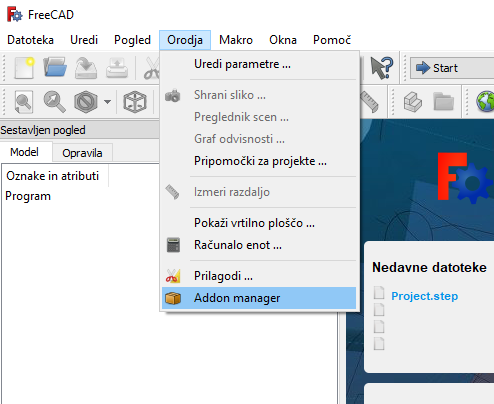 FreeCAD
Datoteka Uredi Pogled Orodja Makro Okna Pomoč
Start
Uredi parametre ...
Shrani sliko ...
Preglednik scen ...
Graf odvisnosti ...
Pripomočki za projekte ...
Izmeri razdaljo
Pokaži vrtilno ploščo ...
Računalo enot ...
Prilagodi ...
Addon manager
Sestavljen pogled
Model Opravila
Oznake in atributi
Program
Nedavne datoteke
Project.step